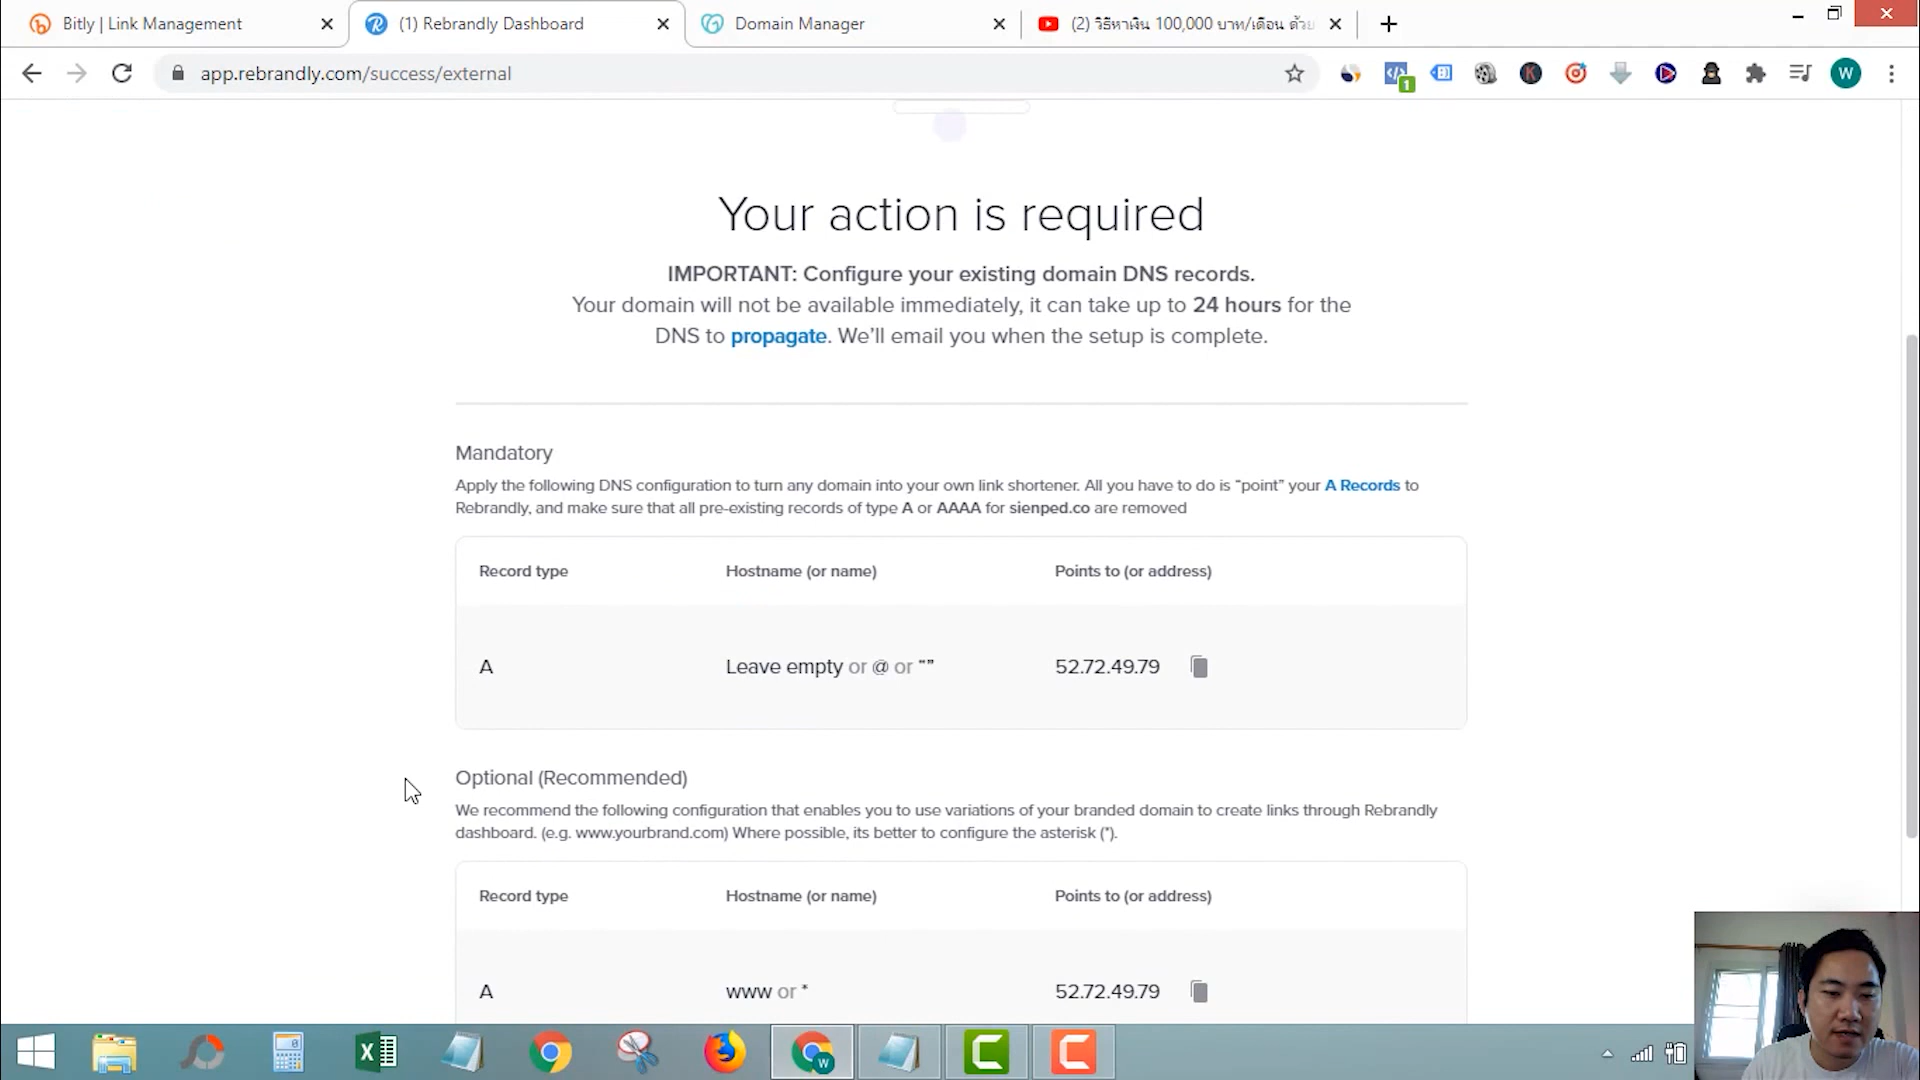 Bitly | Link Management
(1) Rebrandly Dashboard
Domain Manager
(2) วิธีหาเงิน 100,000 บาท/เดือน ด้วย
app.rebrandly.com/success/external
1
K
W
Your action is required
IMPORTANT: Configure your existing domain DNS records.
Your domain will not be available immediately, it can take up to 24 hours for the
DNS to propagate. We'll email you when the setup is complete.
Mandatory
Apply the following DNS configuration to turn any domain into your own link shortener. All you have to do is “point” your A Records to
Rebrandly, and make sure that all pre-existing records of type A or AAAA for sienped.co are removed
Record type Hostname (or name) Points to (or address)
A Leave empty or @ or “” 52.72.49.79
Optional (Recommended)
We recommend the following configuration that enables you to use variations of your branded domain to create links through Rebrandly
dashboard. (e.g. www.yourbrand.com) Where possible, its better to configure the asterisk (*).
Record type Hostname (or name) Points to (or address)
A www or * 52.72.49.79